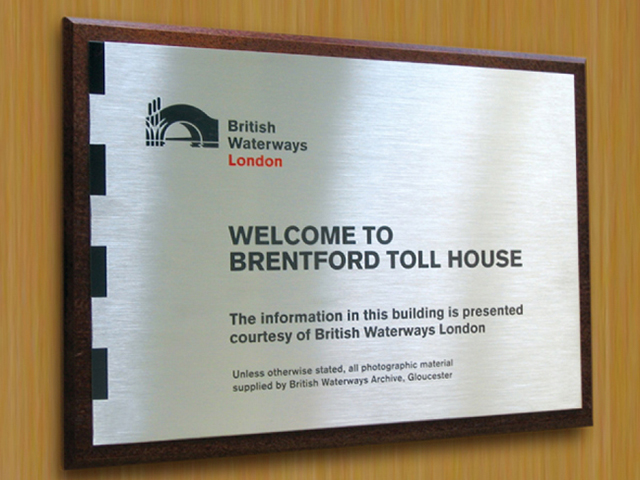 British
Waterways
London
WELCOME TO
BRENTFORD TOLL HOUSE
The information in this building is presented
courtesy of British Waterways London
Unless otherwise stated, all photographic material
supplied by British Waterways Archive, Gloucester